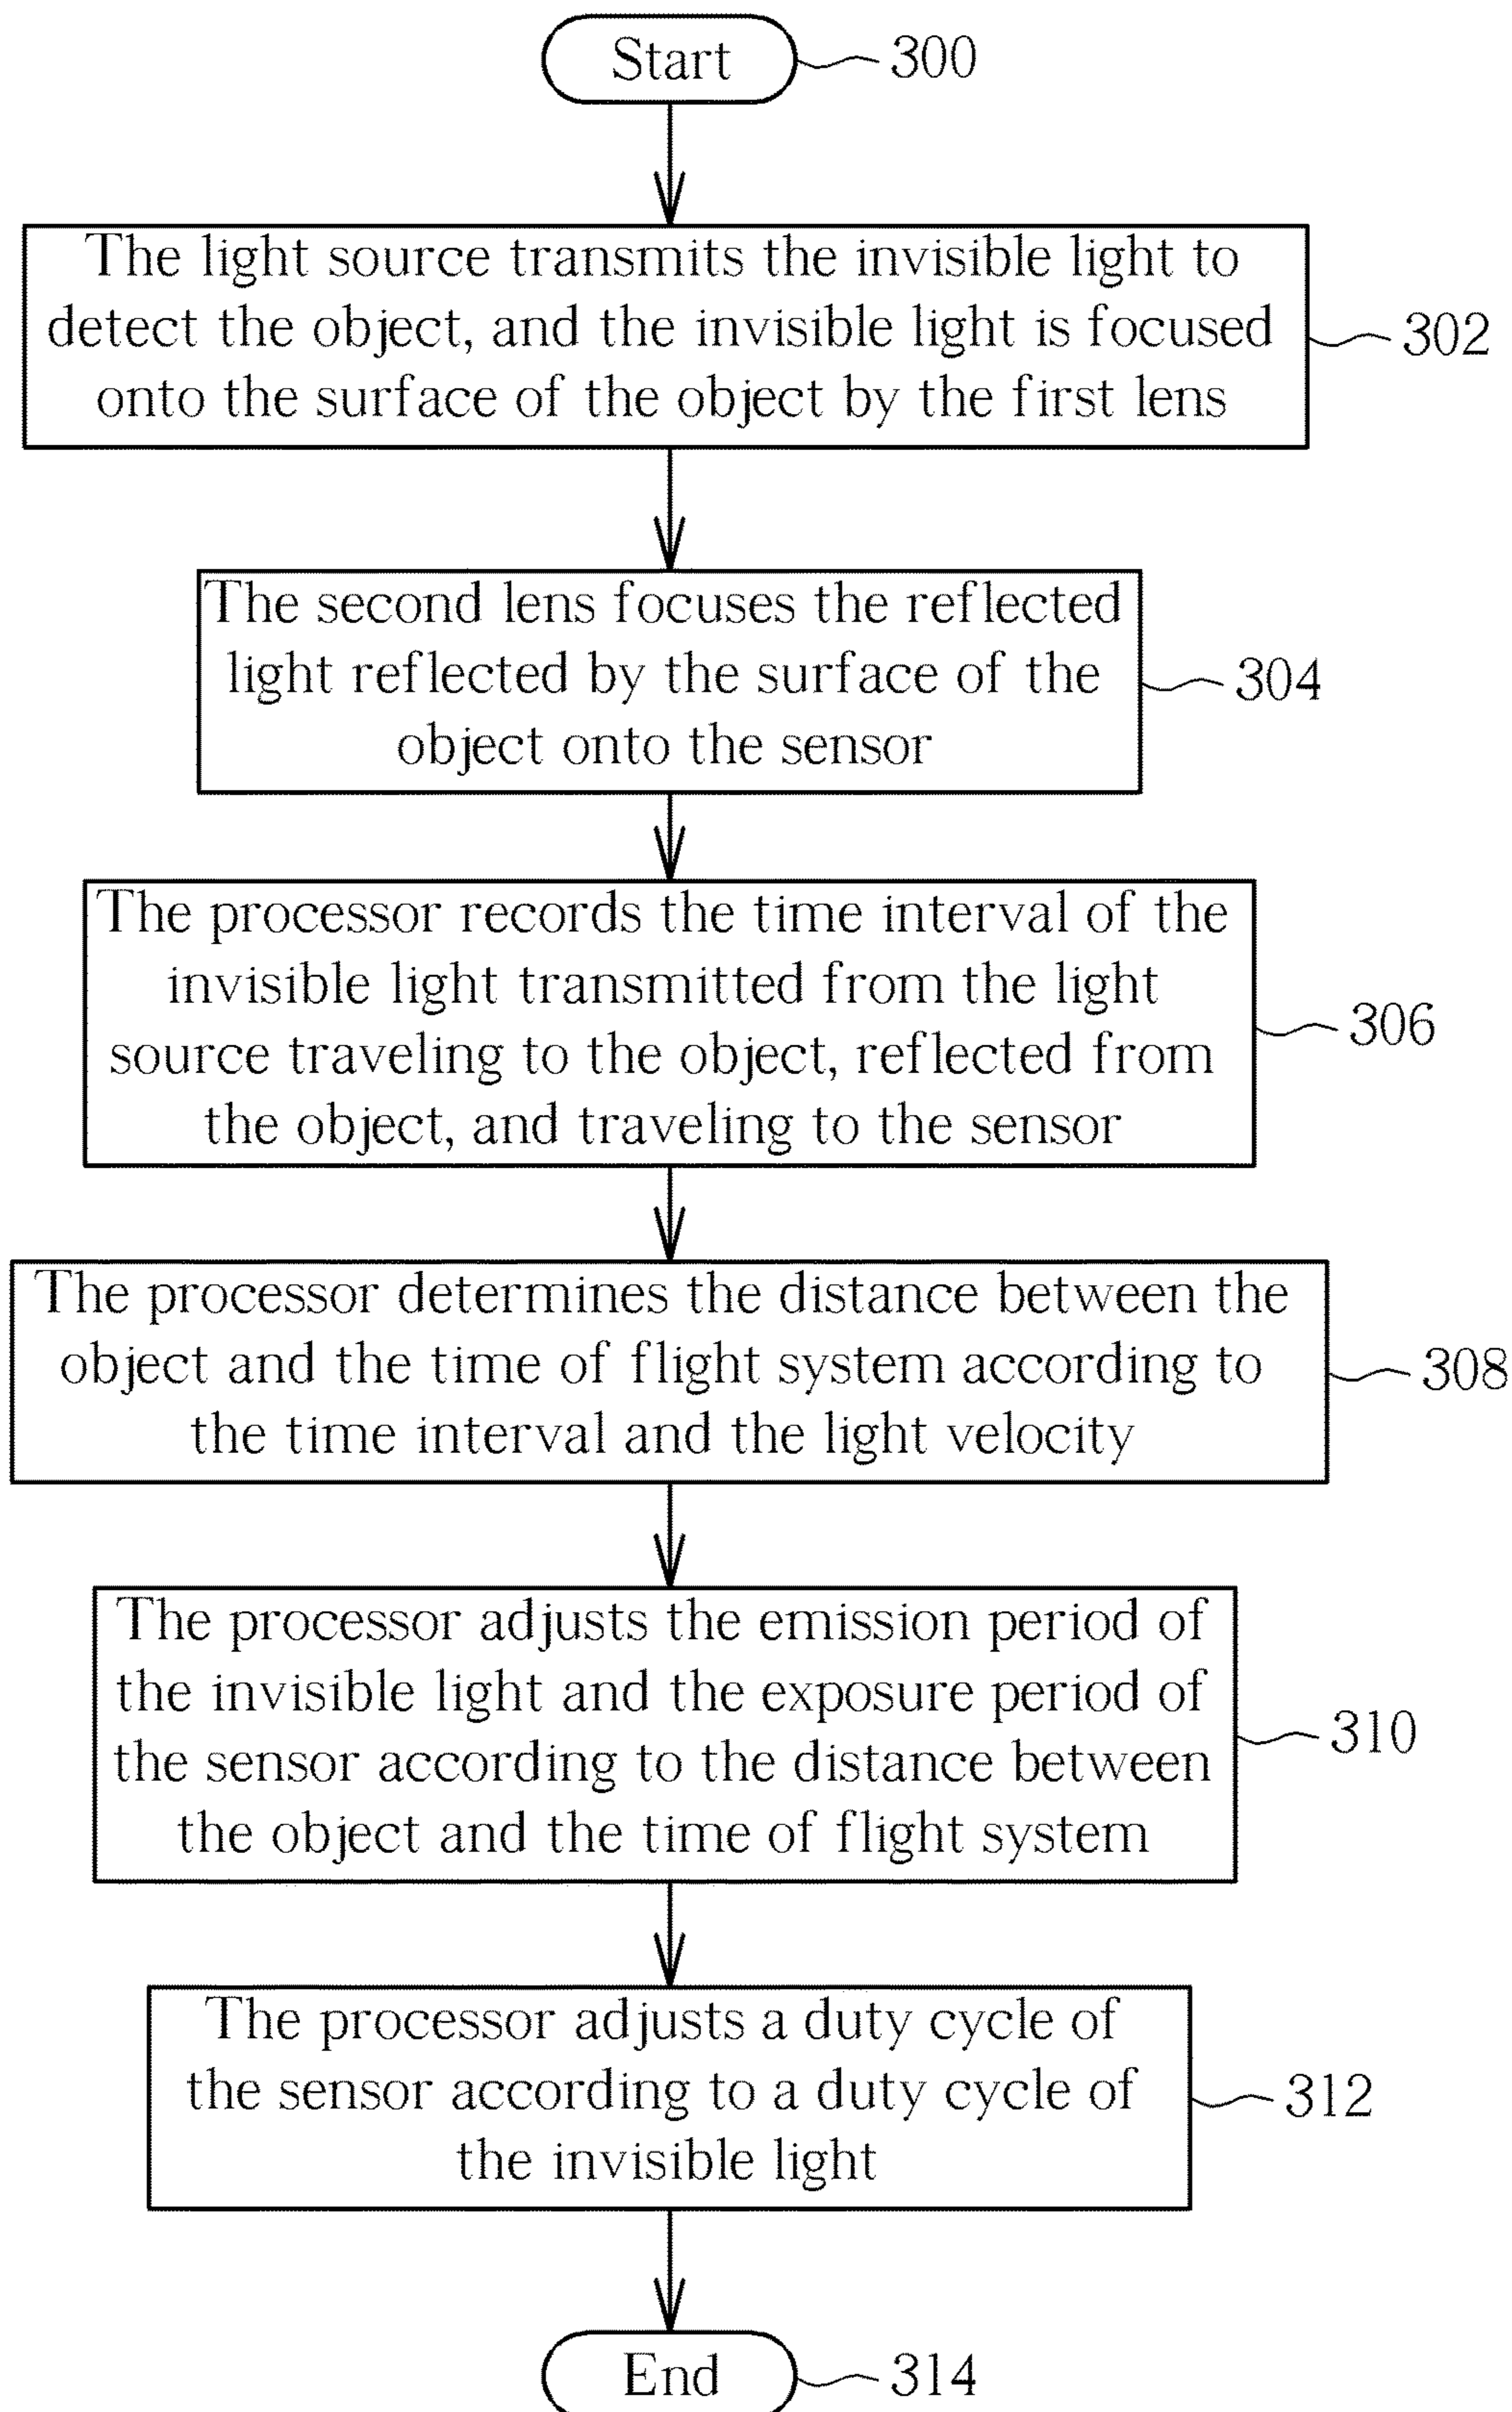 Start
300
The light source transmits the invisible light to
detect the object, and the invisible light is focused
onto the surface of the object by the first lens
302
The second lens focuses the reflected
light reflected by the surface of the
object onto the sensor
304
The processor records the time interval of the
invisible light transmitted from the light
source traveling to the object, reflected from
the object, and traveling to the sensor
306
The processor determines the distance between the
object and the time of flight system according to
the time interval and the light velocity
308
The processor adjusts the emission period of
the invisible light and the exposure period of
the sensor according to the distance between
the object and the time of flight system
310
The processor adjusts a duty cycle of
the sensor according to a duty cycle of
the invisible light
312
End
314